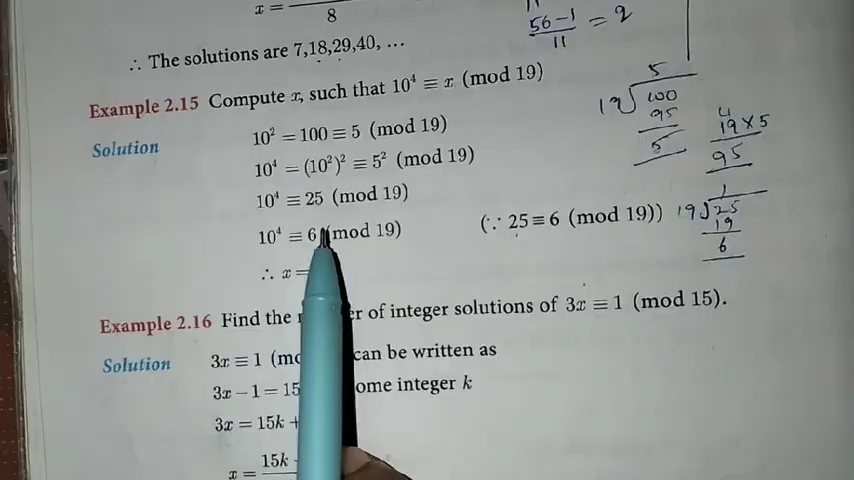 x = 8
∴ The solutions are 7,18,29,40, ...
56-1 / 11 = 2
Example 2.15 Compute x, such that 10⁴ ≡ x (mod 19)
Solution
10² = 100 ≡ 5 (mod 19)
10⁴ = (10²)² ≡ 5² (mod 19)
10⁴ ≡ 25 (mod 19)
10⁴ ≡ 6 (mod 19) (∵ 25 ≡ 6 (mod 19))
∴ x =
5
19 100
95
5
4
19 × 5
95
1
19 25
19
6
Example 2.16 Find the of integer solutions of 3x ≡ 1 (mod 15).
Solution
3x ≡ 1 ( can be written as
3x − 1 = 15 ome integer k
3x = 15k +
x = 15k